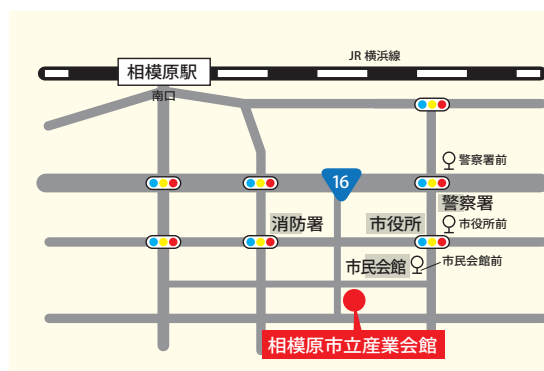 JR 横浜線
相模原駅
南口
警察署前
16
警察署
消防署
市役所
市役所前
市民会館
市民会館前
相模原市立産業会館